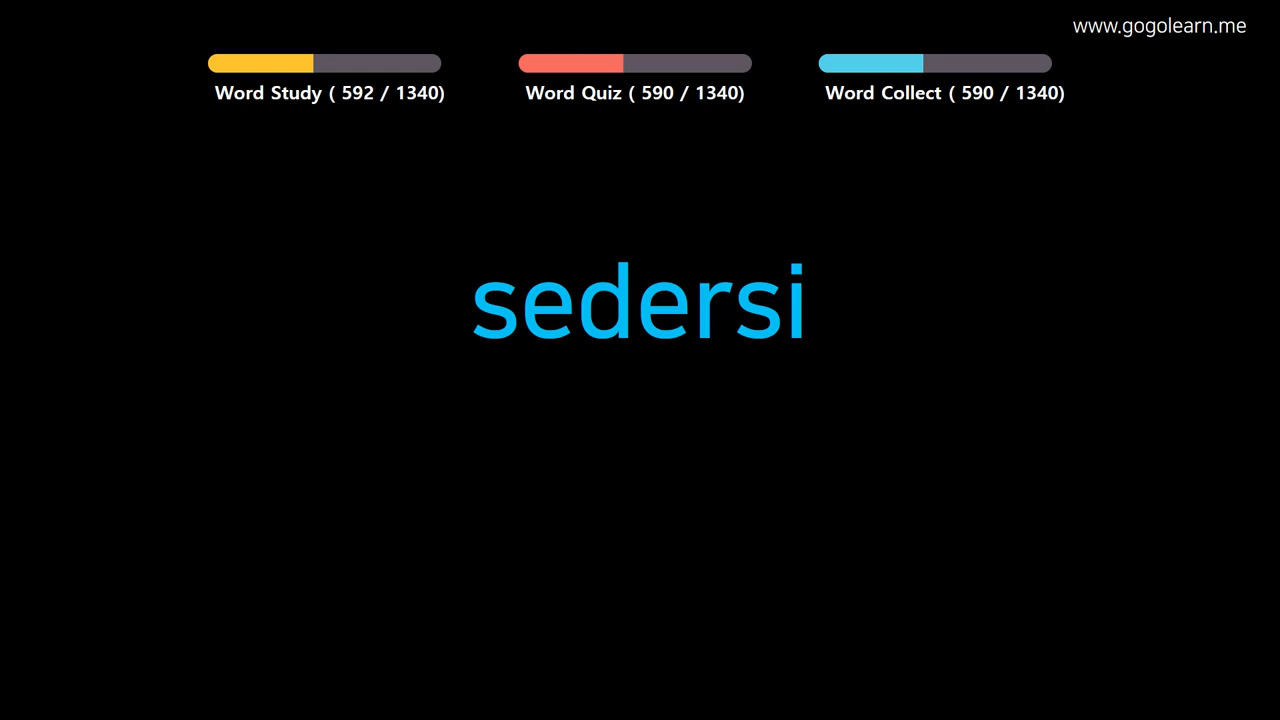 www.gogolearn.me
Word Study ( 592 / 1340)
Word Quiz ( 590 / 1340)
Word Collect ( 590 / 1340)
sedersi